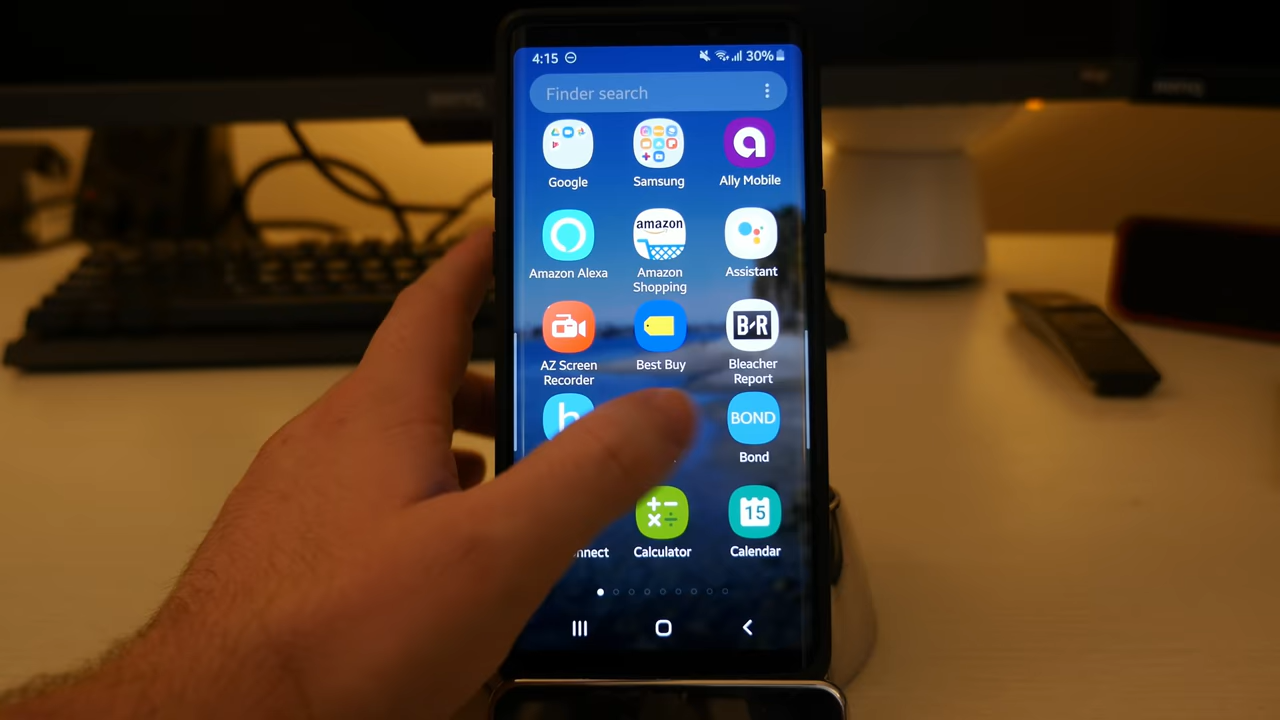 4:15 30%
Finder search
Google Samsung Ally Mobile
amazon
Amazon Alexa Amazon Shopping Assistant
B R
AZ Screen Recorder Best Buy Bleacher Report
b BOND
Bond
15
nnect Calculator Calendar
BENQ